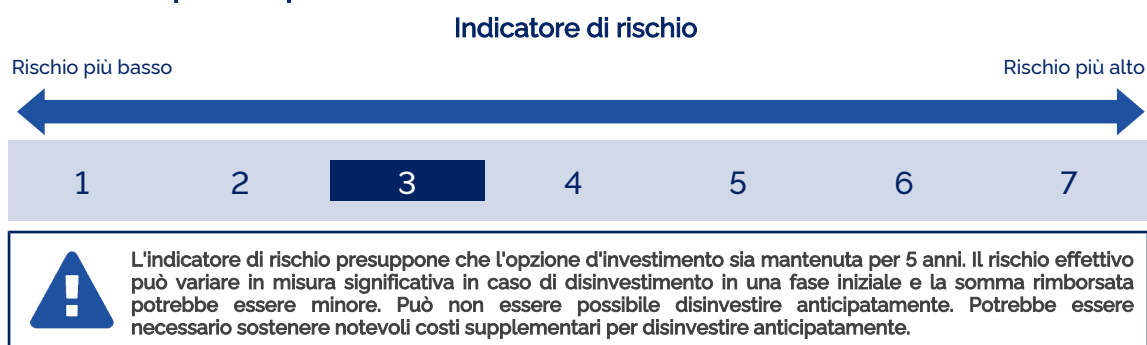 Indicatore di rischio
Rischio più basso
Rischio più alto
1 2 3 4 5 6 7
L'indicatore di rischio presuppone che l'opzione d'investimento sia mantenuta per 5 anni. Il rischio effettivo
può variare in misura significativa in caso di disinvestimento in una fase iniziale e la somma rimborsata
potrebbe essere minore. Può non essere possibile disinvestire anticipatamente. Potrebbe essere
necessario sostenere notevoli costi supplementari per disinvestire anticipatamente.